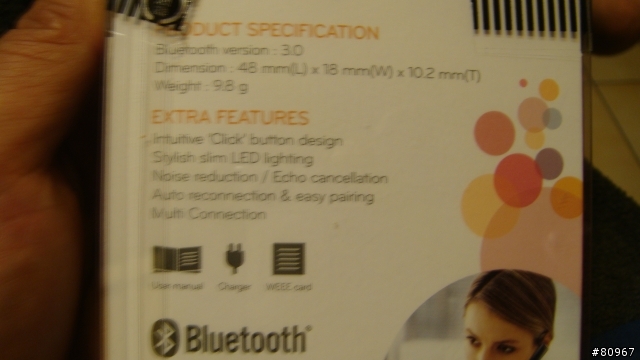 PRODUCT SPECIFICATION
Bluetooth version : 3.0
Dimension : 48 mm(L) x 18 mm(W) x 10.2 mm(T)
Weight : 9.8 g
EXTRA FEATURES
Intuitive 'Click' button design
Stylish slim LED lighting
Noise reduction / Echo cancellation
Auto reconnection & easy pairing
Multi Connection
User manual
Charger
WEEE card
Bluetooth®
#80967